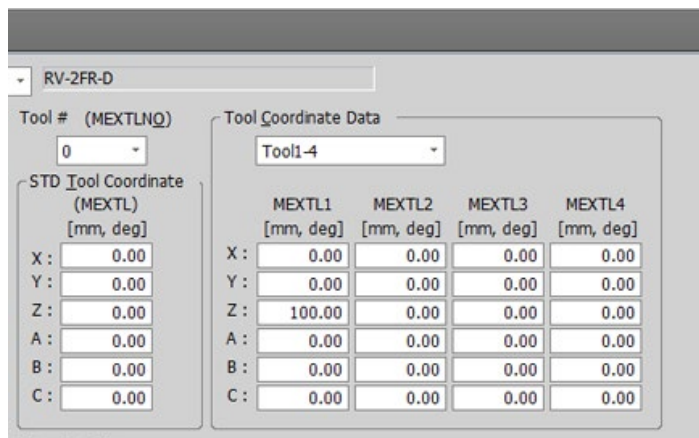 RV-2FR-D
Tool # (MEXTLNO)
0
STD Tool Coordinate
(MEXTL)
[mm, deg]
X : 0.00
Y : 0.00
Z : 0.00
A : 0.00
B : 0.00
C : 0.00
Tool Coordinate Data
Tool1-4
MEXTL1 MEXTL2 MEXTL3 MEXTL4
[mm, deg] [mm, deg] [mm, deg] [mm, deg]
X : 0.00 0.00 0.00 0.00
Y : 0.00 0.00 0.00 0.00
Z : 100.00 0.00 0.00 0.00
A : 0.00 0.00 0.00 0.00
B : 0.00 0.00 0.00 0.00
C : 0.00 0.00 0.00 0.00